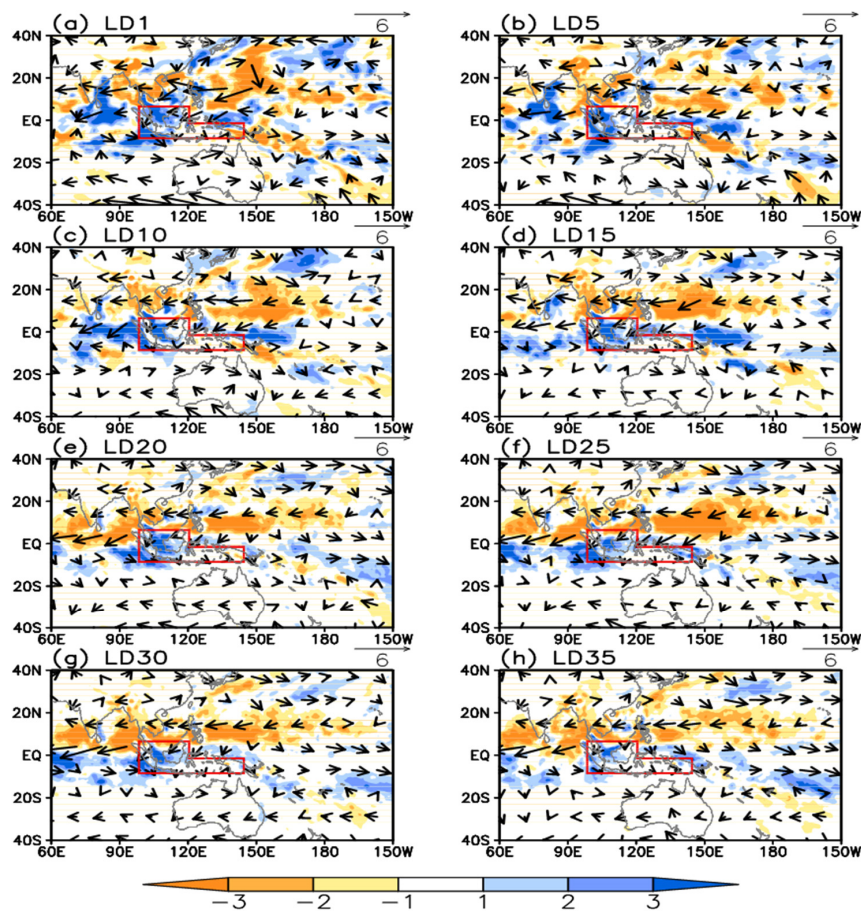 (a) LD1 6 (b) LD5 6
40N 40N
20N 20N
EQ EQ
20S 20S
40S 40S
60E 90E 120E 150E 180 150W 60E 90E 120E 150E 180 150W
(c) LD10 6 (d) LD15 6
40N 40N
20N 20N
EQ EQ
20S 20S
40S 40S
60E 90E 120E 150E 180 150W 60E 90E 120E 150E 180 150W
(e) LD20 6 (f) LD25 6
40N 40N
20N 20N
EQ EQ
20S 20S
40S 40S
60E 90E 120E 150E 180 150W 60E 90E 120E 150E 180 150W
(g) LD30 6 (h) LD35 6
40N 40N
20N 20N
EQ EQ
20S 20S
40S 40S
60E 90E 120E 150E 180 150W 60E 90E 120E 150E 180 150W
−3 −2 −1 1 2 3